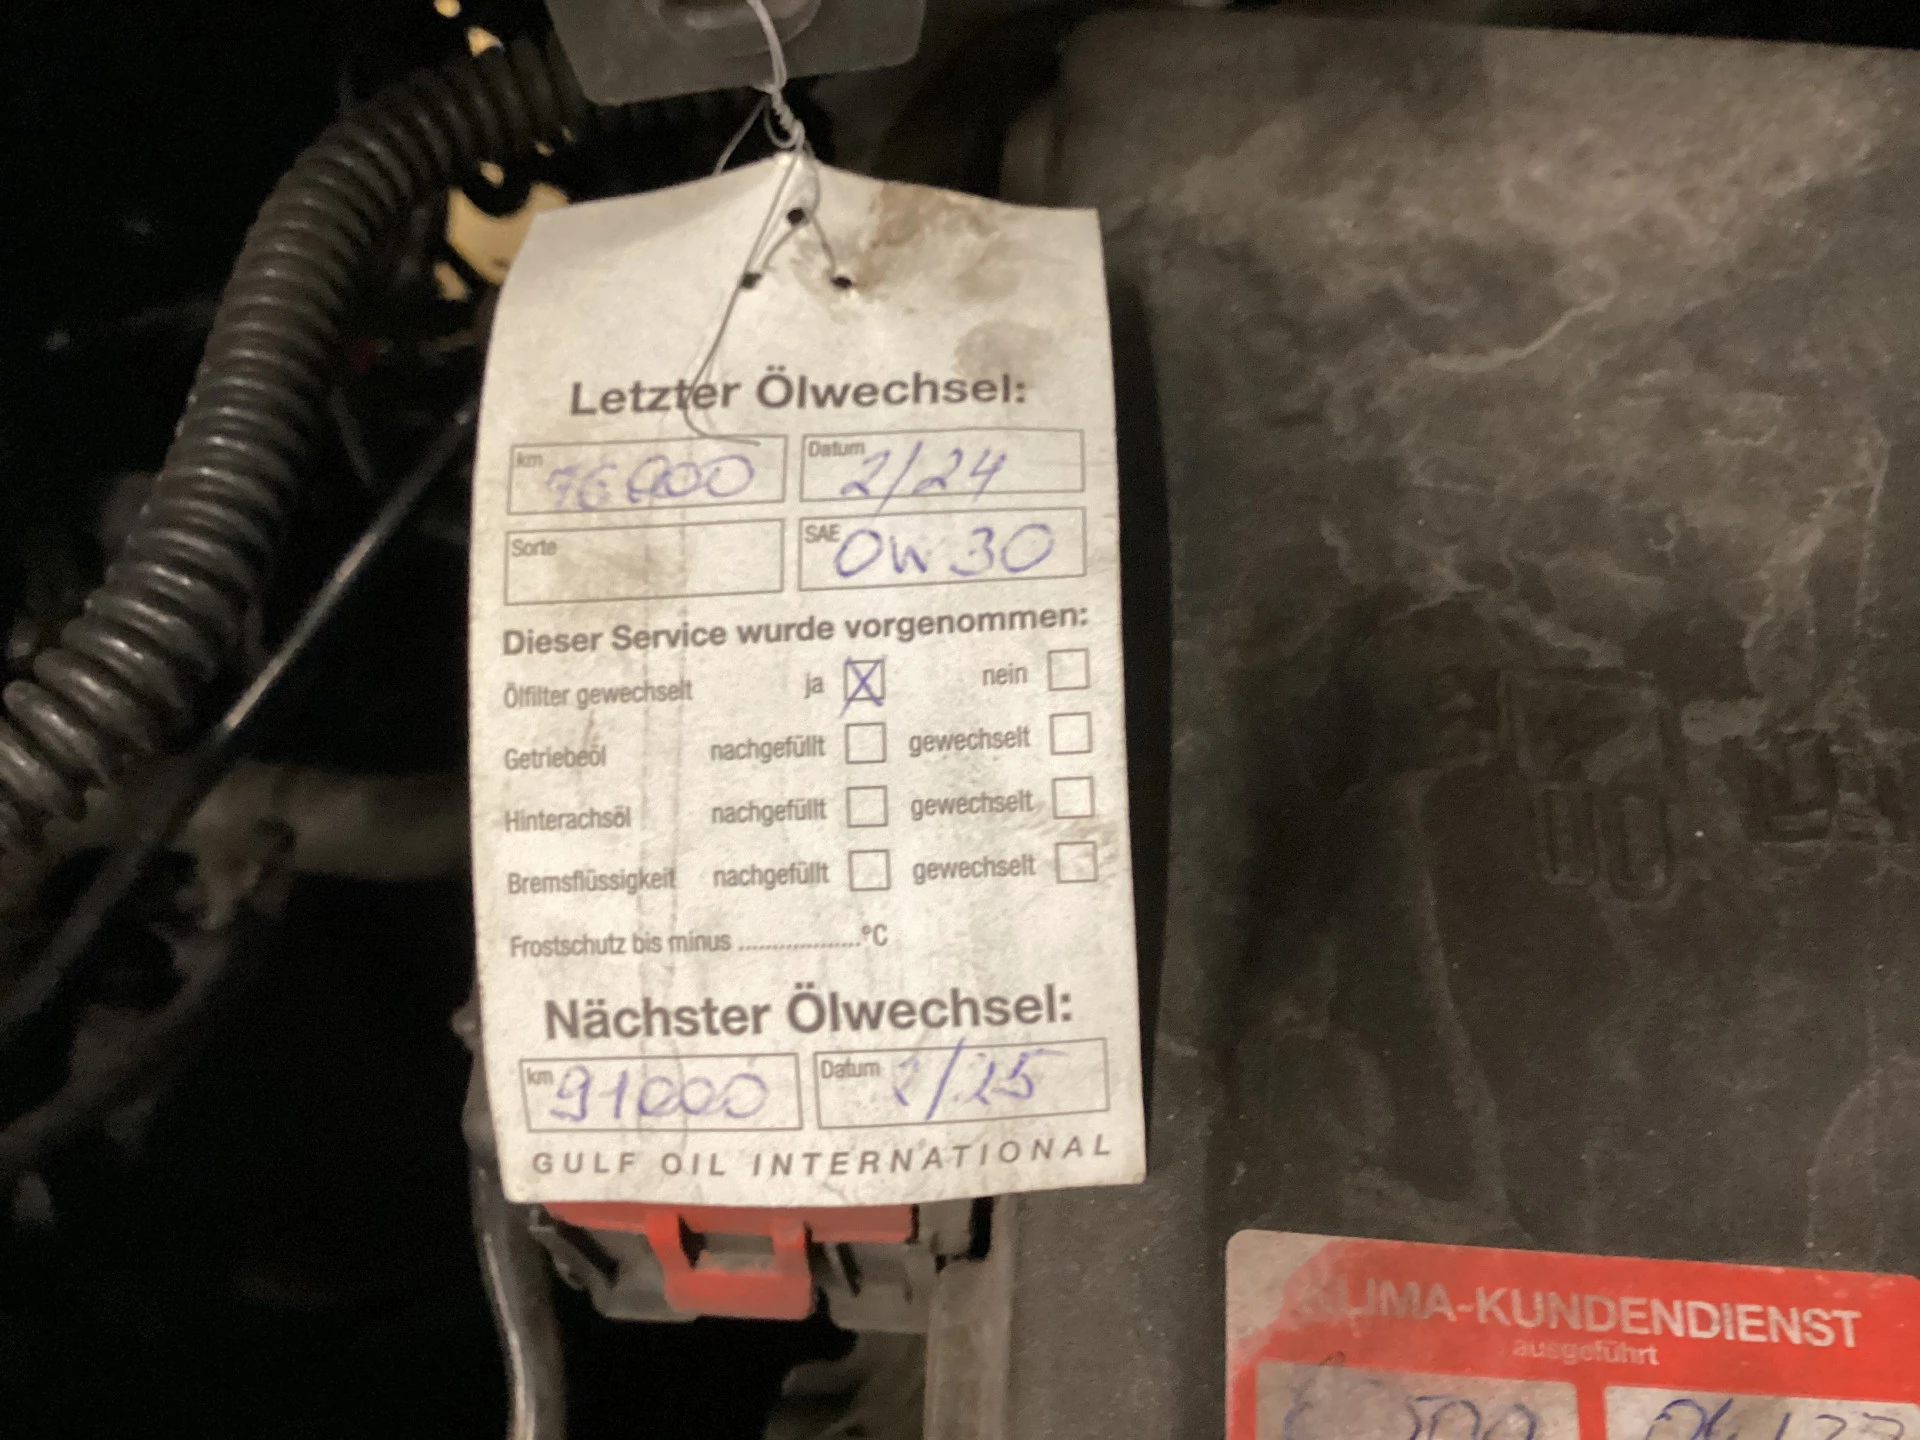 Letzter Ölwechsel:
km 76000 Datum 2/24
Sorte SAE 0W30
Dieser Service wurde vorgenommen:
Ölfilter gewechselt ja X nein
Getriebeöl nachgefüllt gewechselt
Hinterachsöl nachgefüllt gewechselt
Bremsflüssigkeit nachgefüllt gewechselt
Frostschutz bis minus ..................°C
Nächster Ölwechsel:
km 91000 Datum 2/25
GULF OIL INTERNATIONAL
KLIMA-KUNDENDIENST
ausgeführt